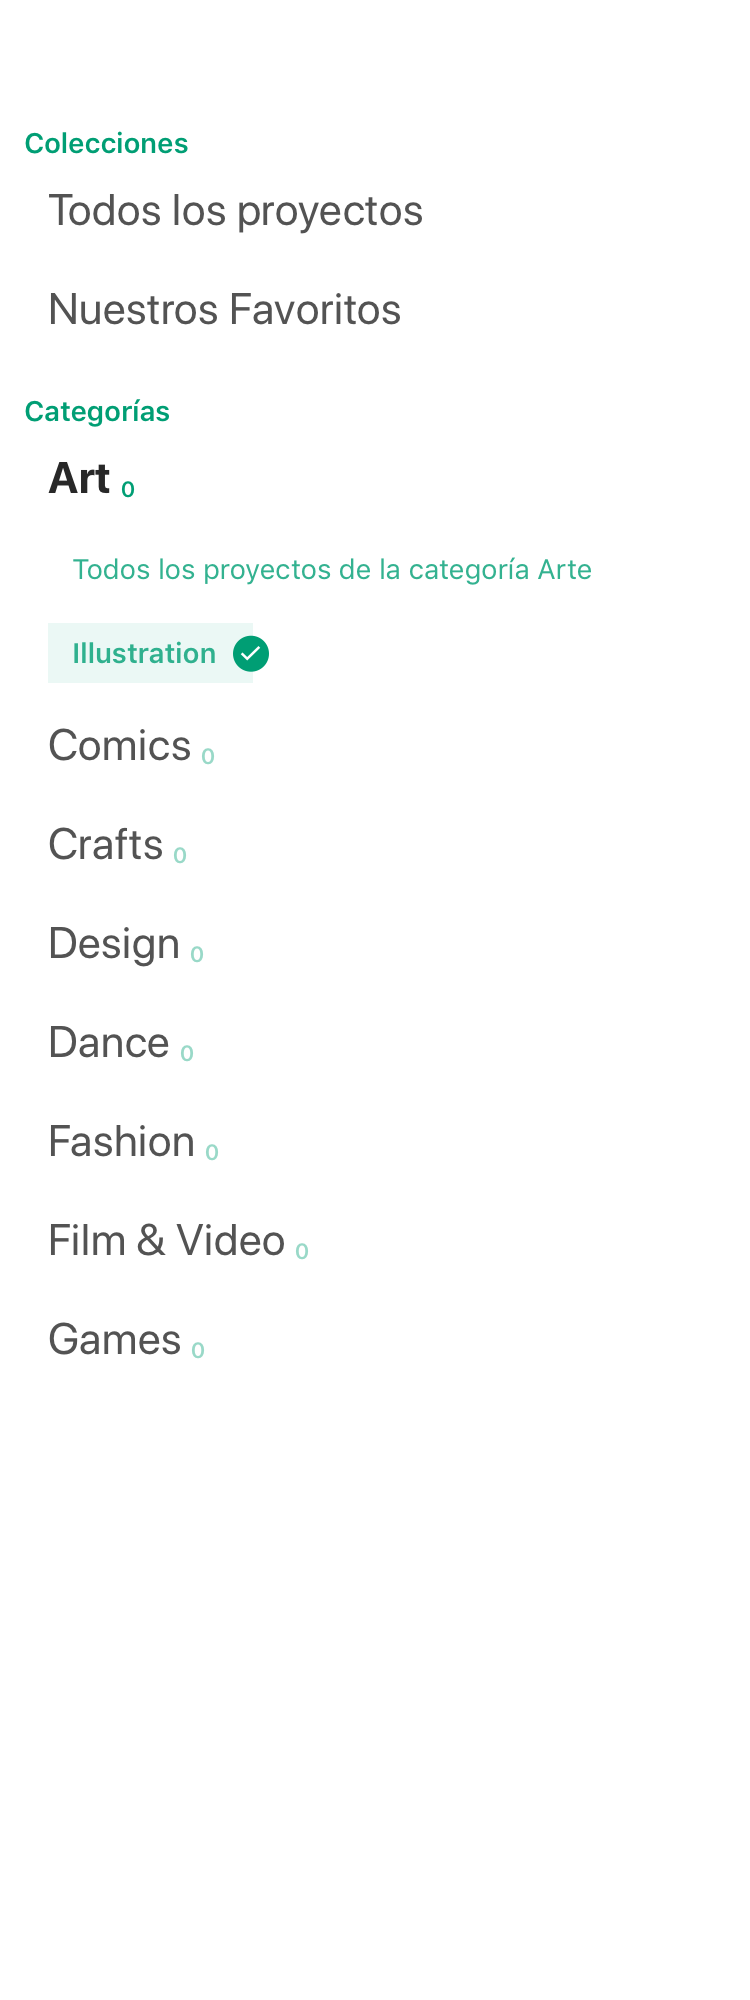 Colecciones
Todos los proyectos
Nuestros Favoritos
Categorías
Art 0
Todos los proyectos de la categoría Arte
Illustration
Comics 0
Crafts 0
Design 0
Dance 0
Fashion 0
Film & Video 0
Games 0